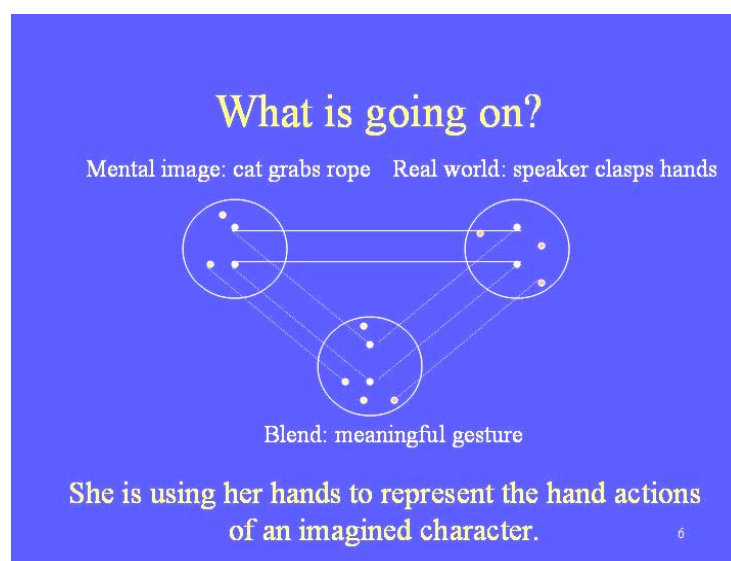 What is going on?
Mental image: cat grabs rope Real world: speaker clasps hands
Blend: meaningful gesture
She is using her hands to represent the hand actions
of an imagined character.
6